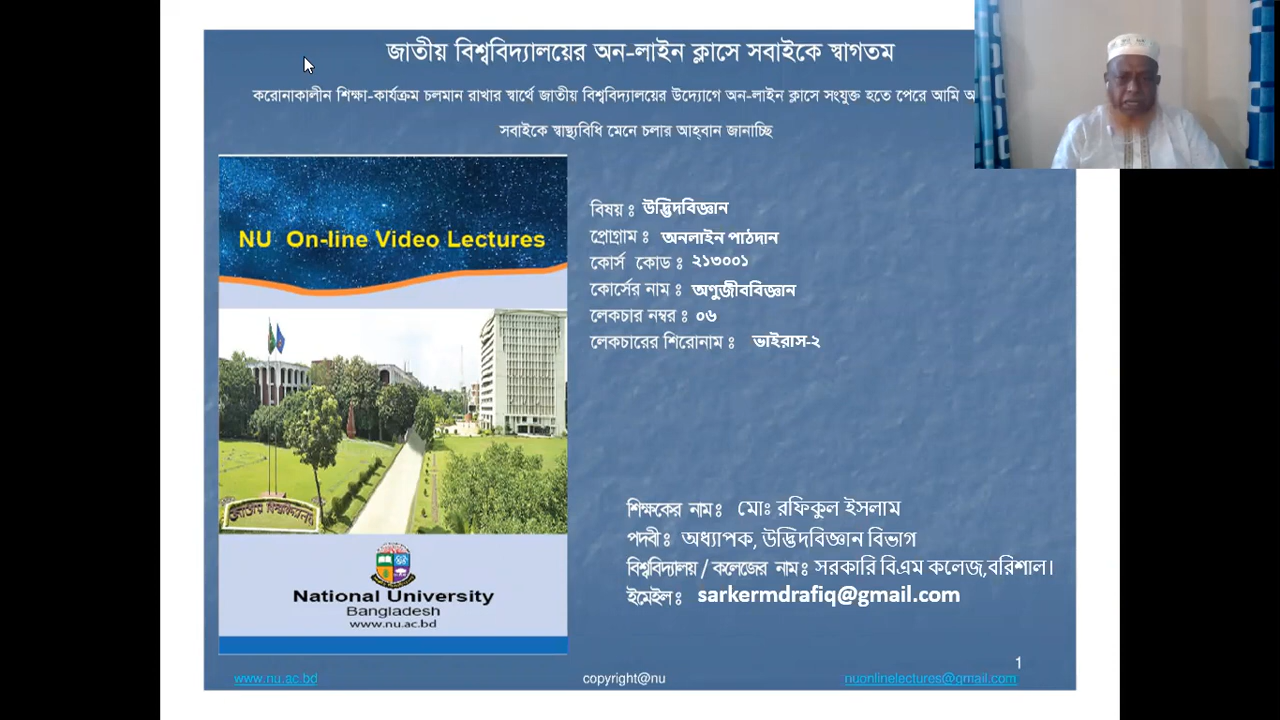 জাতীয় বিশ্ববিদ্যালয়ের অন-লাইন ক্লাসে সবাইকে স্বাগতম
করোনাকালীন শিক্ষা-কার্যক্রম চলমান রাখার স্বার্থে জাতীয় বিশ্ববিদ্যালয়ের উদ্যোগে অন-লাইন ক্লাসে সংযুক্ত হতে পেরে আমি
সবাইকে স্বাস্থ্যবিধি মেনে চলার আহ্বান জানাচ্ছি
NU On-line Video Lectures
জাতীয় বিশ্ববিদ্যালয়
National University
Bangladesh
www.nu.ac.bd
বিষয় : উদ্ভিদবিজ্ঞান
প্রোগ্রাম : অনলাইন পাঠদান
কোর্স কোড : ২১৩০০১
কোর্সের নাম : অণুজীববিজ্ঞান
লেকচার নম্বর : ০৬
লেকচারের শিরোনাম : ভাইরাস-২
শিক্ষকের নাম: মোঃ রফিকুল ইসলাম
পদবী: অধ্যাপক, উদ্ভিদবিজ্ঞান বিভাগ
বিশ্ববিদ্যালয় / কলেজের নাম: সরকারি বিএম কলেজ,বরিশাল।
ইমেইল: sarkermdrafiq@gmail.com
1
www.nu.ac.bd copyright@nu nuonlinelectures@gmail.com